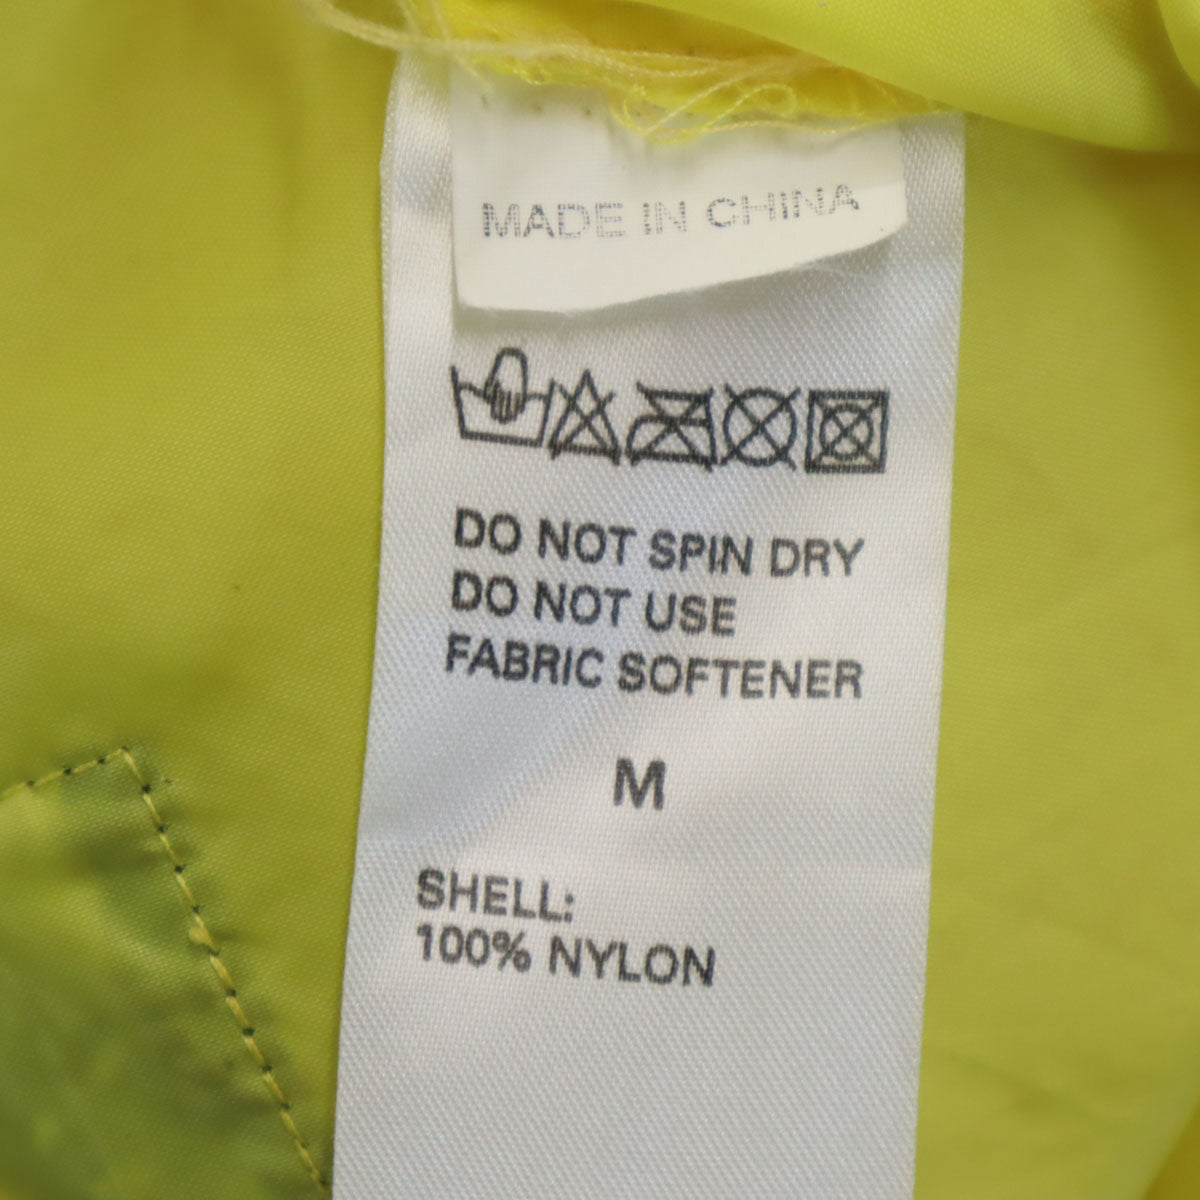 MADE IN CHINA
DO NOT SPIN DRY
DO NOT USE
FABRIC SOFTENER
M
SHELL:
100% NYLON